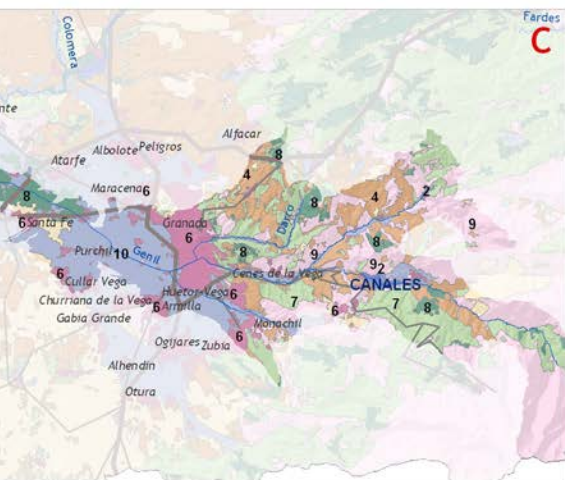 Fardes
C
Colomera
nte
Alfacar
Albolote Peligros
Atarfe
8
4
Maracena 6
8
8
4
2
6 Santa Fe
Granada
Darro
9
6
8
Purchil 10
Genil
8
9
6
Cenes de la Vega
9 2
Cullar Vega
CANALES
Huetor-Vega 6
Churriana de la Vega
6 Armilla
7
6
7
8
Gabia Grande
Monachil
6
Ogijares Zubia
Alhendin
Otura